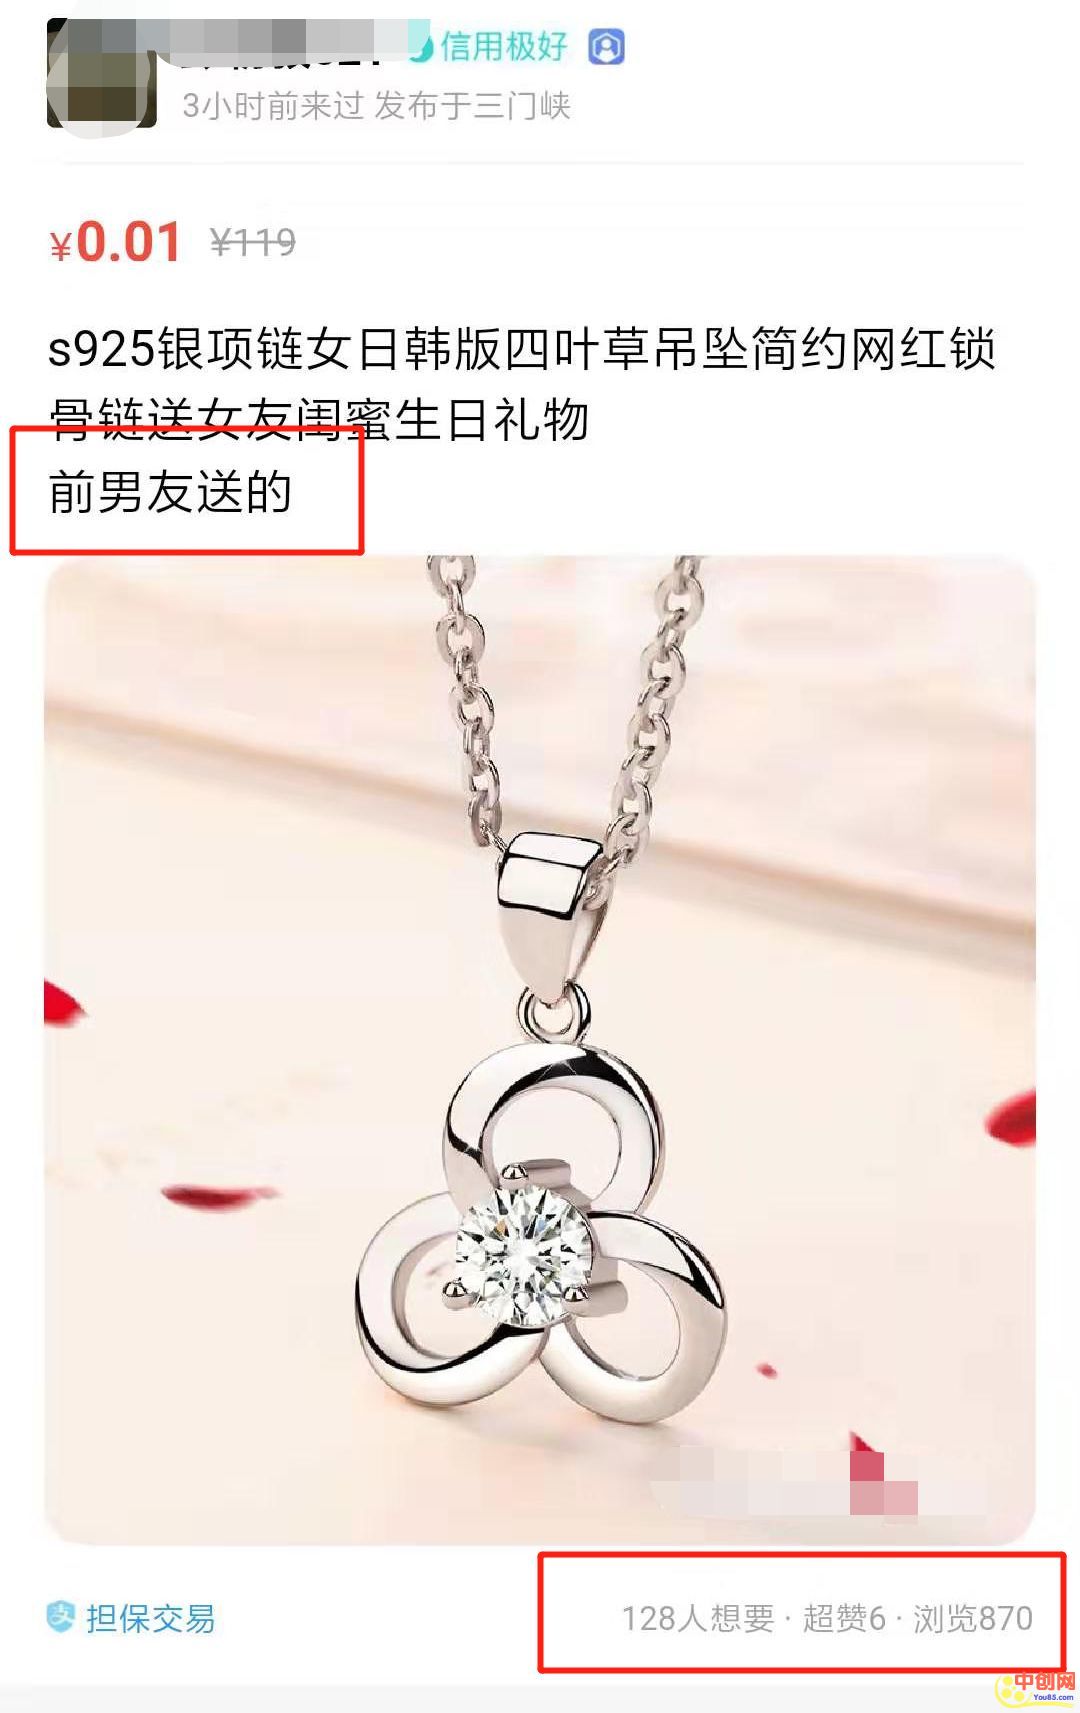 信用极好
3小时前来过 发布于三门峡
¥0.01 ¥119
s925银项链女日韩版四叶草吊坠简约网红锁
骨链送女友闺蜜生日礼物
前男友送的
担保交易
128人想要 · 超赞6 · 浏览870
中创网
You85.com